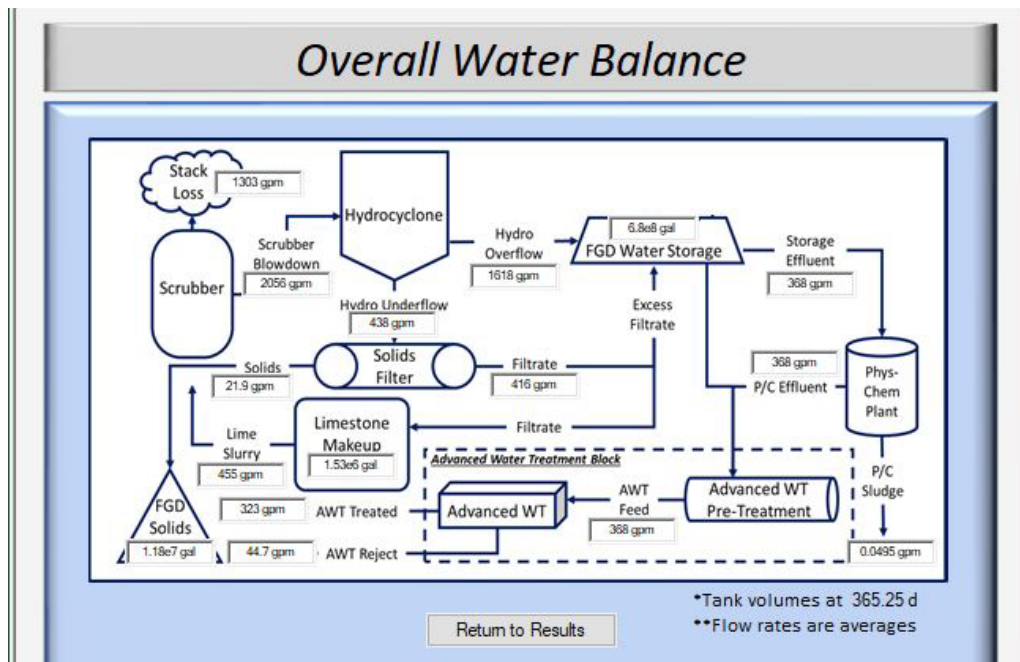 Overall Water Balance
Stack
Loss
1303 gpm
Hydrocyclone
Scrubber
Scrubber
Blowdown
2056 gpm
Hydro
Overflow
1618 gpm
6.8e8 gal
FGD Water Storage
Storage
Effluent
368 gpm
Hydro Underflow
438 gpm
Excess
Filtrate
Solids
21.9 gpm
Solids
Filter
Filtrate
416 gpm
368 gpm
P/C Effluent
Phys-
Chem
Plant
Lime
Slurry
455 gpm
Limestone
Makeup
1.53e6 gal
Filtrate
Advanced Water Treatment Block
P/C
Sludge
0.0495 gpm
FGD
Solids
1.18e7 gal
323 gpm
AWT Treated
Advanced WT
AWT
Feed
368 gpm
Advanced WT
Pre-Treatment
44.7 gpm
AWT Reject
*Tank volumes at 365.25 d
**Flow rates are averages
Return to Results